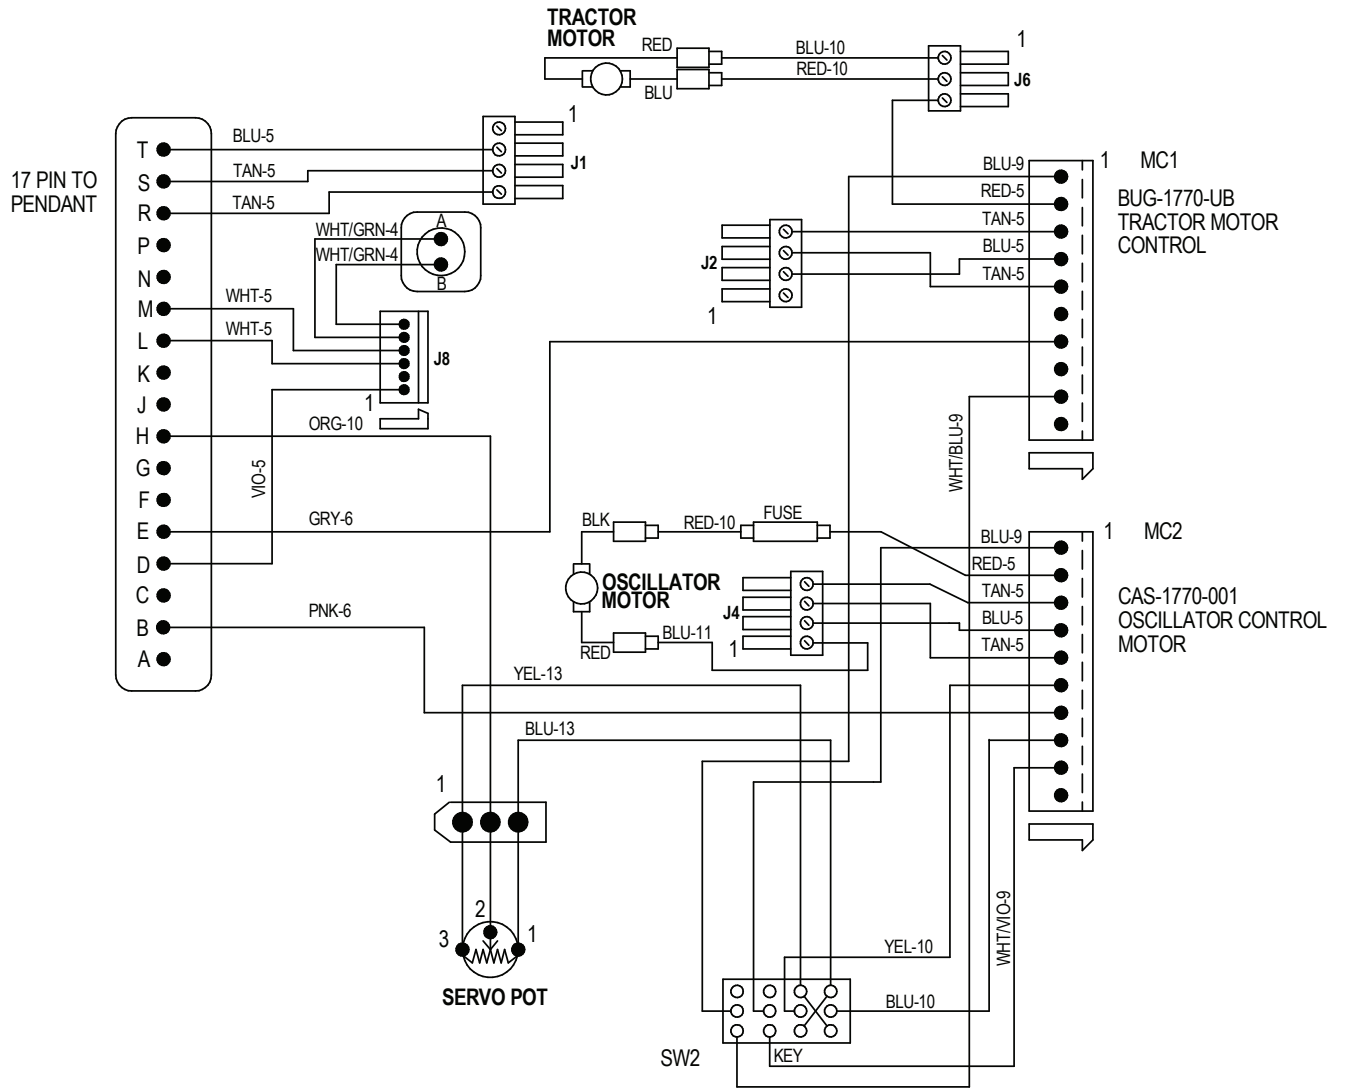 TRACTOR
MOTOR
RED
BLU
BLU-10
RED-10
1
J6
17 PIN TO
PENDANT
T
S
R
P
N
M
L
K
J
H
G
F
E
D
C
B
A
BLU-5
TAN-5
TAN-5
1
J1
WHT/GRN-4
WHT/GRN-4
A
B
WHT-5
WHT-5
J8
1
ORG-10
VIO-5
GRY-6
PNK-6
J2
1
BLU-9
RED-5
TAN-5
BLU-5
TAN-5
1
MC1
BUG-1770-UB
TRACTOR MOTOR
CONTROL
WHT/BLU-9
BLK
RED-10
FUSE
OSCILLATOR
MOTOR
RED
BLU-11
J4
1
BLU-9
RED-5
TAN-5
BLU-5
TAN-5
1
MC2
CAS-1770-001
OSCILLATOR CONTROL
MOTOR
YEL-13
BLU-13
1
2
3
1
SERVO POT
YEL-10
WHT/VIO-9
BLU-10
SW2
KEY